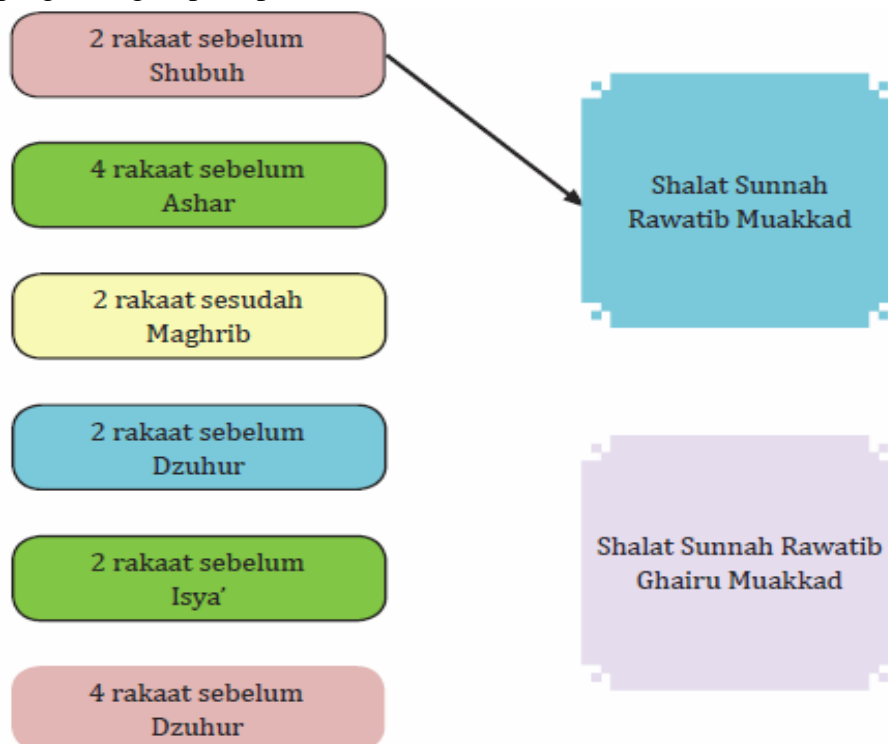 2 rakaat sebelum
Shubuh
4 rakaat sebelum
Ashar
2 rakaat sesudah
Maghrib
2 rakaat sebelum
Dzuhur
2 rakaat sebelum
Isya’
4 rakaat sebelum
Dzuhur
Shalat Sunnah
Rawatib Muakkad
Shalat Sunnah Rawatib
Ghairu Muakkad